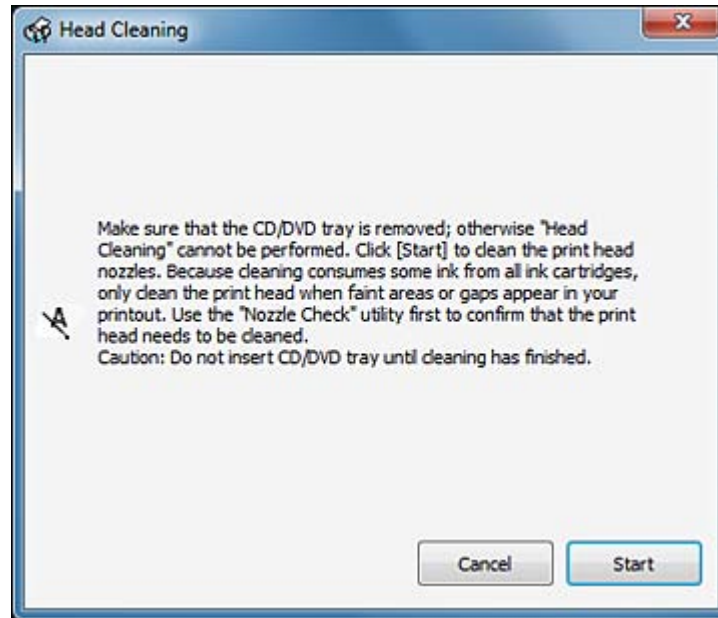 Head Cleaning
Make sure that the CD/DVD tray is removed; otherwise "Head
Cleaning" cannot be performed. Click [Start] to clean the print head
nozzles. Because cleaning consumes some ink from all ink cartridges,
only clean the print head when faint areas or gaps appear in your
printout. Use the "Nozzle Check" utility first to confirm that the print
head needs to be cleaned.
Caution: Do not insert CD/DVD tray until cleaning has finished.
Cancel Start